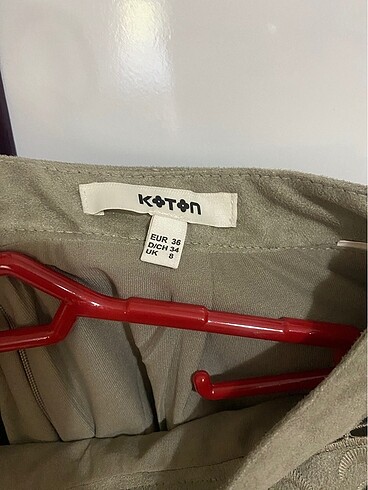 KOTON
EUR 36
D/CH 34
UK 8